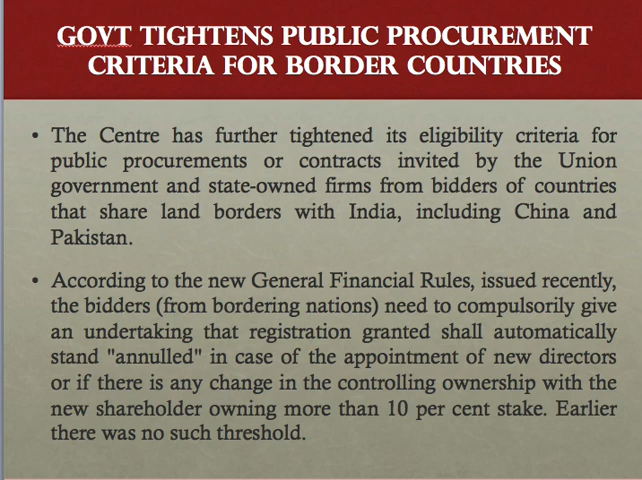 GOVT TIGHTENS PUBLIC PROCUREMENT
CRITERIA FOR BORDER COUNTRIES
• The Centre has further tightened its eligibility criteria for
public procurements or contracts invited by the Union
government and state-owned firms from bidders of countries
that share land borders with India, including China and
Pakistan.
• According to the new General Financial Rules, issued recently,
the bidders (from bordering nations) need to compulsorily give
an undertaking that registration granted shall automatically
stand "annulled" in case of the appointment of new directors
or if there is any change in the controlling ownership with the
new shareholder owning more than 10 per cent stake. Earlier
there was no such threshold.